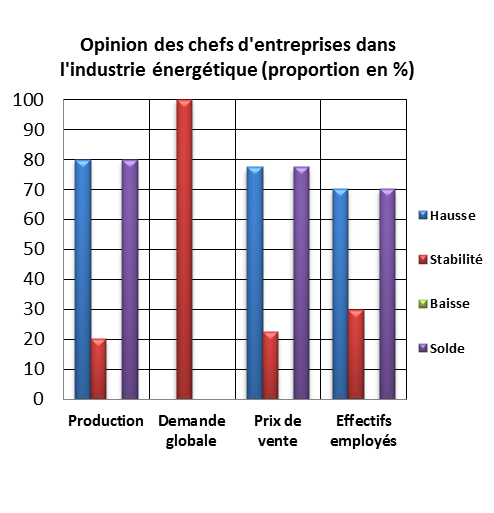 Opinion des chefs d'entreprises dans
l'industrie énergétique (proportion en %)
100
90
80
70
60
50
40
30
20
10
0
Production
Demande
globale
Prix de
vente
Effectifs
employés
Hausse
Stabilité
Baisse
Solde